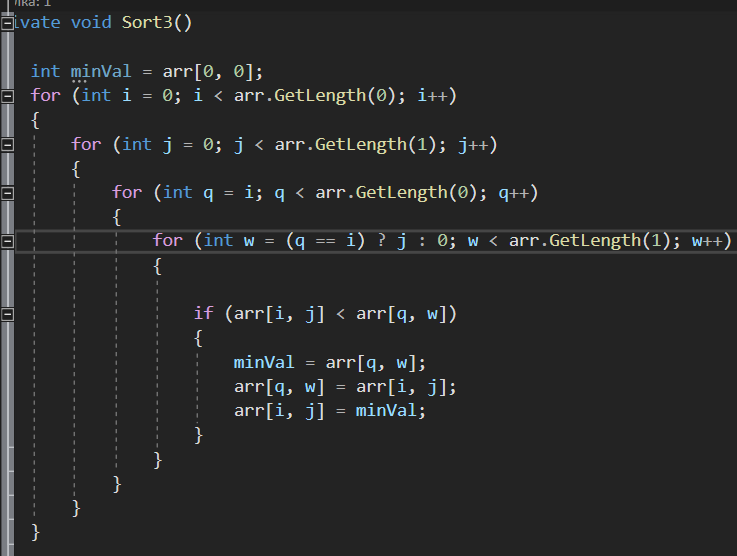 лка: 1
ivate void Sort3()
int minVal = arr[0, 0];
for (int i = 0; i < arr.GetLength(0); i++)
{
for (int j = 0; j < arr.GetLength(1); j++)
{
for (int q = i; q < arr.GetLength(0); q++)
{
for (int w = (q == i) ? j : 0; w < arr.GetLength(1); w++)
{
if (arr[i, j] < arr[q, w])
{
minVal = arr[q, w];
arr[q, w] = arr[i, j];
arr[i, j] = minVal;
}
}
}
}
}